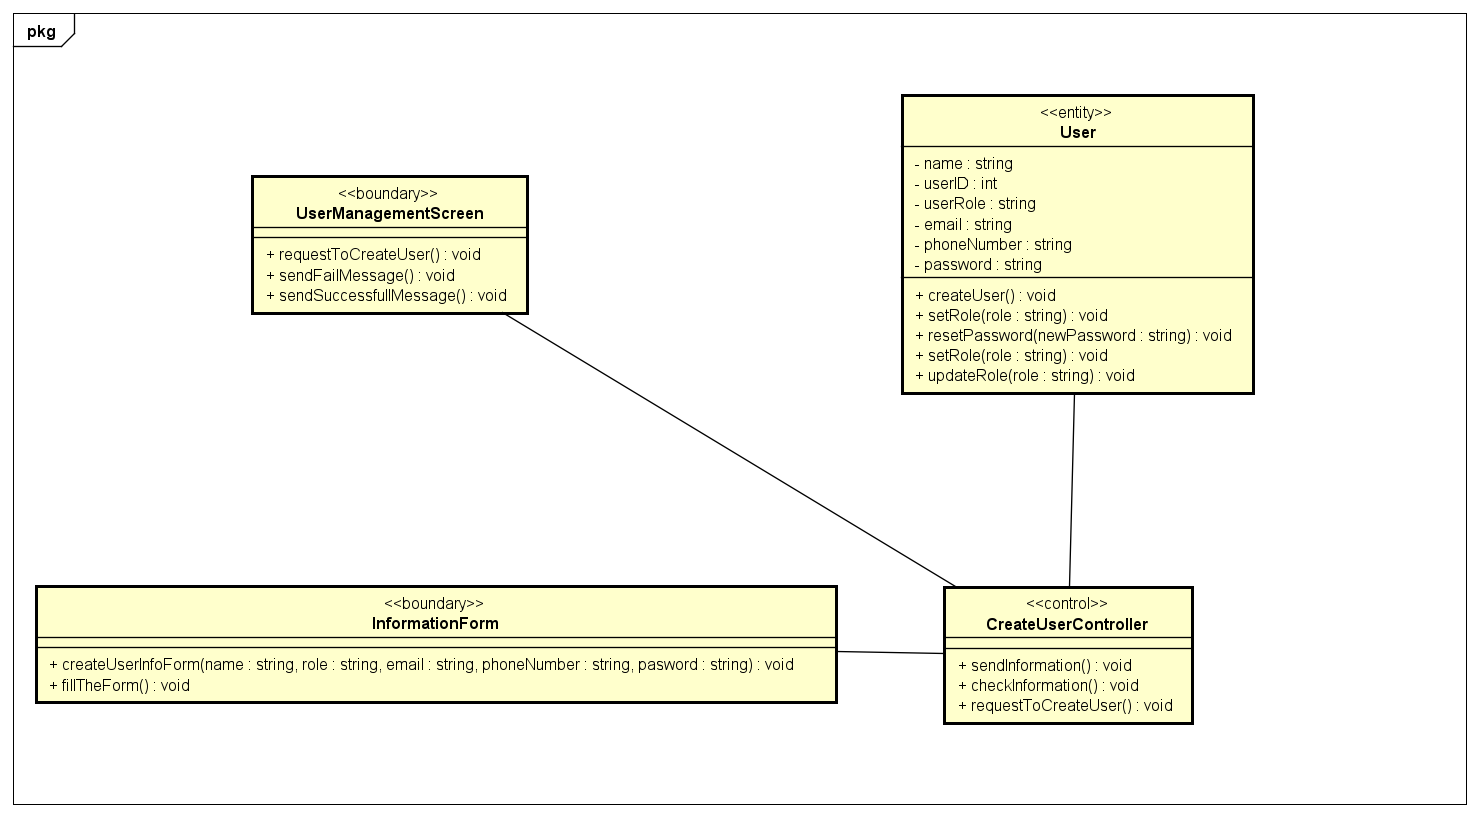 pkg
<<boundary>>
UserManagementScreen
+ requestToCreateUser() : void
+ sendFailMessage() : void
+ sendSuccessfullMessage() : void
<<entity>>
User
- name : string
- userID : int
- userRole : string
- email : string
- phoneNumber : string
- password : string
+ createUser() : void
+ setRole(role : string) : void
+ resetPassword(newPassword : string) : void
+ setRole(role : string) : void
+ updateRole(role : string) : void
<<boundary>>
InformationForm
+ createUserInfoForm(name : string, role : string, email : string, phoneNumber : string, pasword : string) : void
+ fillTheForm() : void
<<control>>
CreateUserController
+ sendInformation() : void
+ checkInformation() : void
+ requestToCreateUser() : void